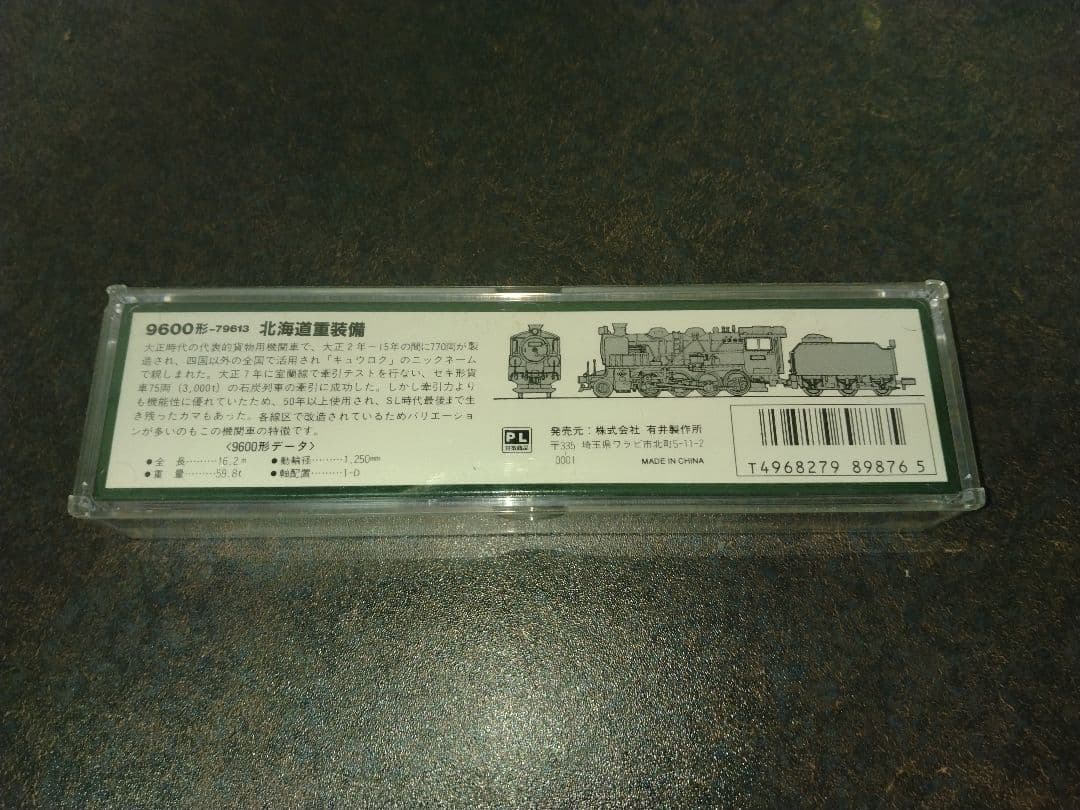 9600形-79613 北海道重装備
大正時代の代表的貨物用機関車で、大正2年−15年の間に770両が製
造され、四国以外の全国で活用され「キュウロク」のニックネーム
で親しまれた。大正7年に室蘭線で牽引テストを行ない、セキ形貨
車75両(3,000t)の石炭列車の牽引に成功した。しかし牽引力より
も機能性に優れていたため、50年以上使用され、SL時代最後まで生
き残ったカマもあった。各線区で改造されているためバリエーショ
ンが多いのもこの機関車の特徴です。
〈9600形データ〉
●全 長………16.2m ●動輪径………1,250mm
●重 量………59.8t ●軸配置………1-D
PL
対策商品
発売元:株式会社 有井製作所
〒335 埼玉県ワラビ市北町5-11-2
0001 MADE IN CHINA
T4968279 89876 5